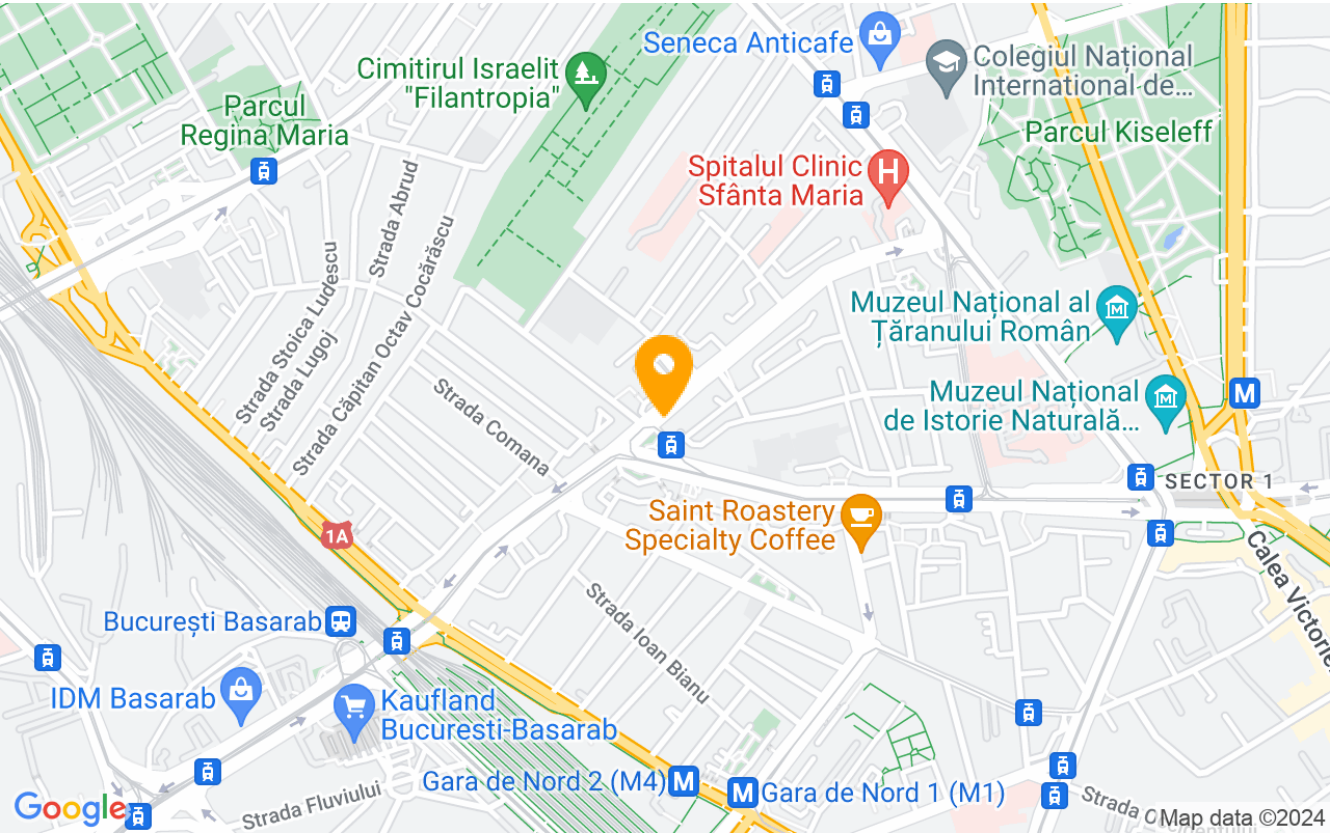 Seneca Anticafe
Colegiul Național
International de...
Cimitirul Israelit
"Filantropia"
Parcul
Regina Maria
Parcul Kiseleff
Spitalul Clinic
Sfânta Maria
H
Strada Abrud
Strada Stoica Ludescu
Strada Lugoj
Strada Căpitan Octav Cocărăscu
Muzeul Național al
Țăranului Român
M
Strada Comana
Muzeul Național
de Istorie Naturală...
M
M
SECTOR 1
Saint Roastery
Specialty Coffee
1A
Calea Victoriei
Strada Ioan Bianu
București Basarab
IDM Basarab
Kaufland
Bucuresti-Basarab
Gara de Nord 2 (M4)
M
M
Gara de Nord 1 (M1)
Strada Fluviului
Strada
Google
Map data ©2024